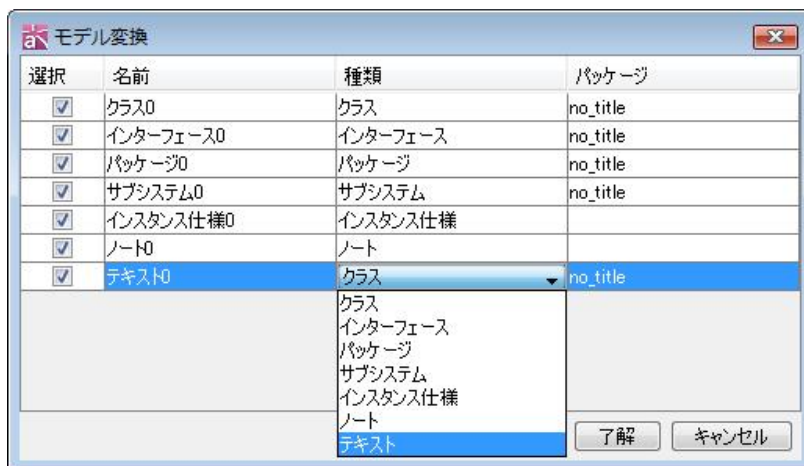 モデル変換
選択 名前 種類 パッケージ
クラス0 クラス no_title
インターフェース0 インターフェース no_title
パッケージ0 パッケージ no_title
サブシステム0 サブシステム no_title
インスタンス仕様0 インスタンス仕様
ノート0 ノート
テキスト0 クラス no_title
クラス
インターフェース
パッケージ
サブシステム
インスタンス仕様
ノート
テキスト
了解 キャンセル